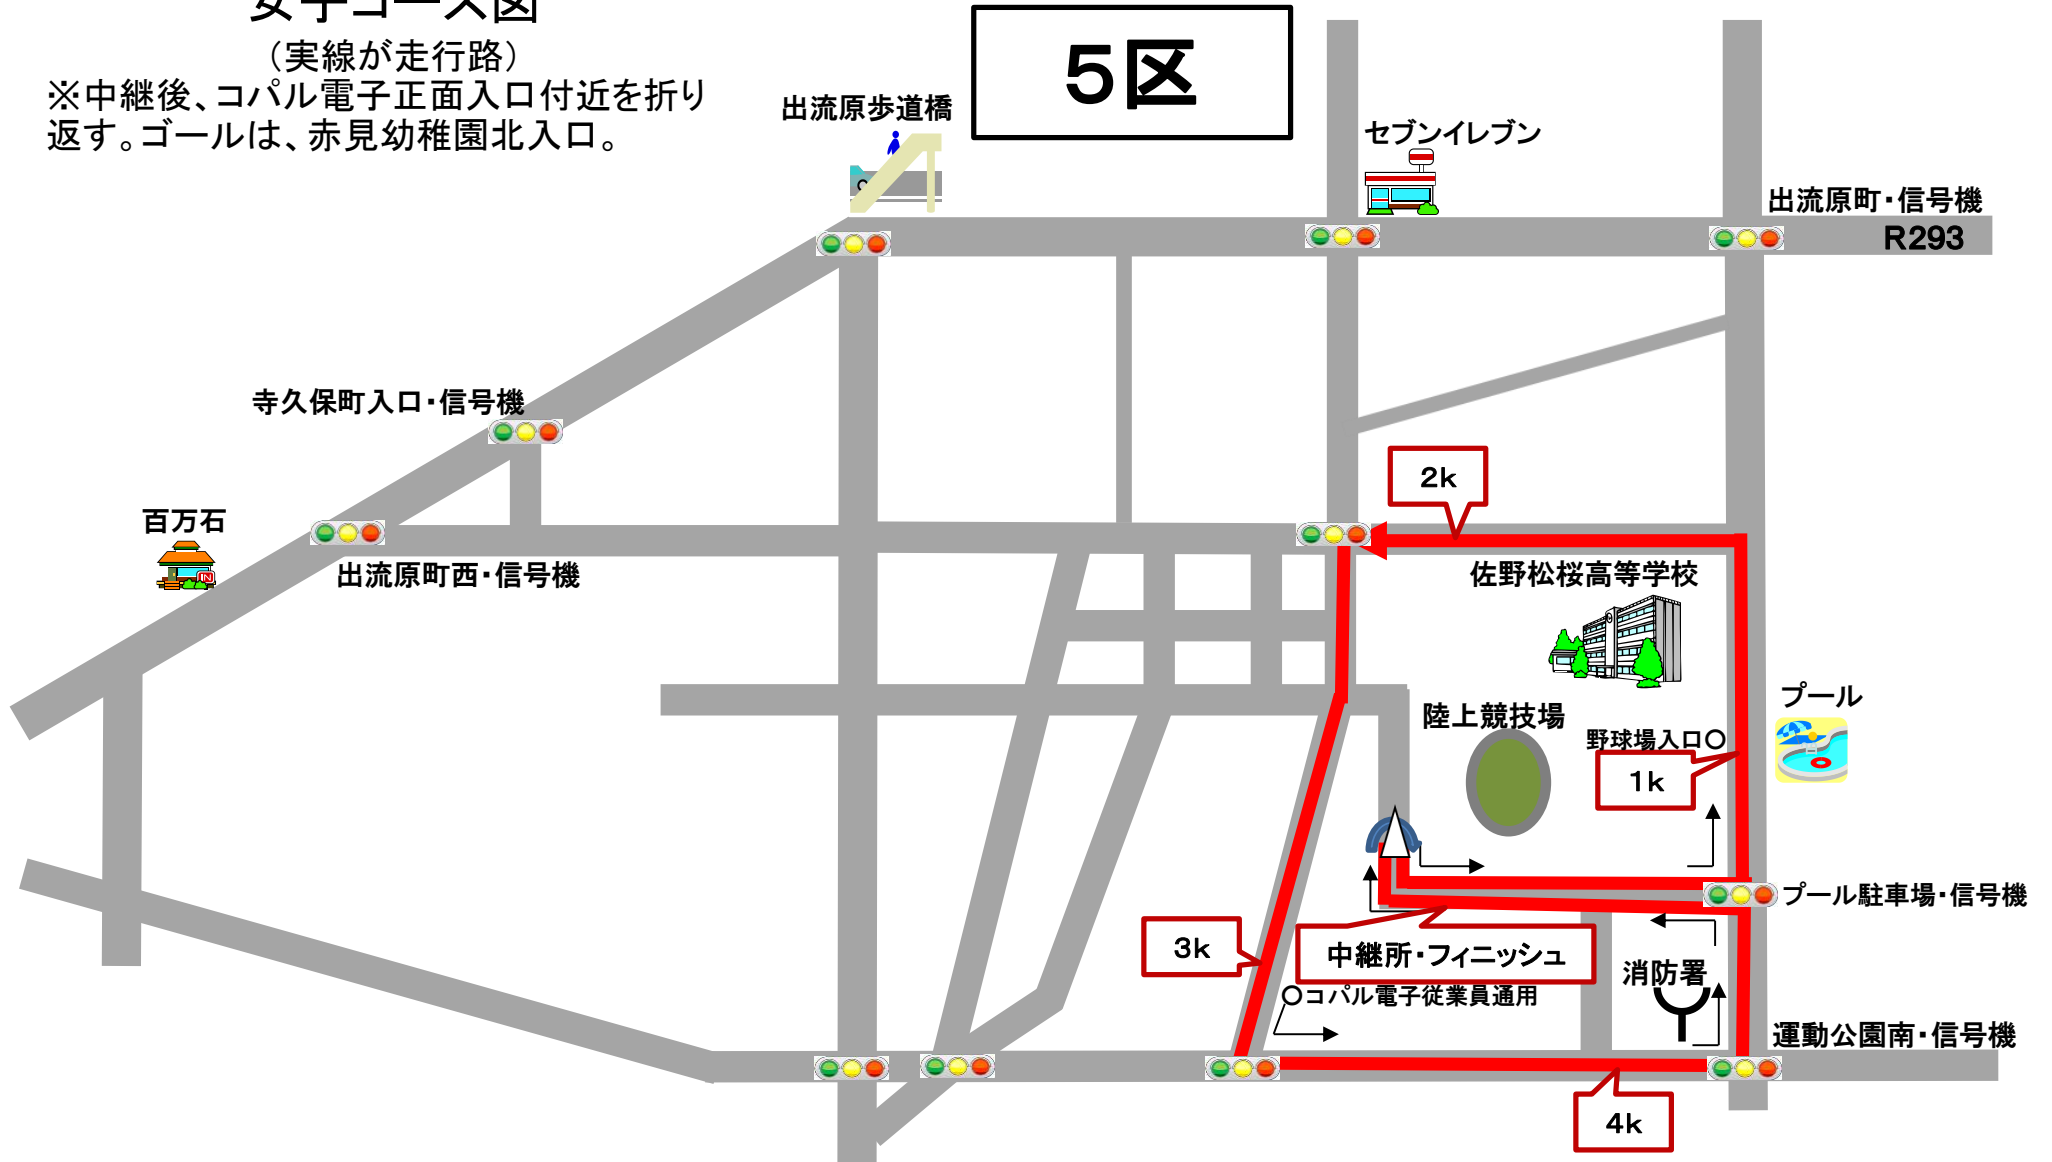 女子コース図
（実線が走行路）
※中継後、コパル電子正面入口付近を折り
返す。ゴールは、赤見幼稚園北入口。
５区
出流原歩道橋
セブンイレブン
出流原町・信号機
R293
寺久保町入口・信号機
2k
百万石
出流原町西・信号機
佐野松桜高等学校
プール
陸上競技場
野球場入口○
1k
プール駐車場・信号機
3k
中継所・フィニッシュ
消防署
○コパル電子従業員通用
運動公園南・信号機
4k